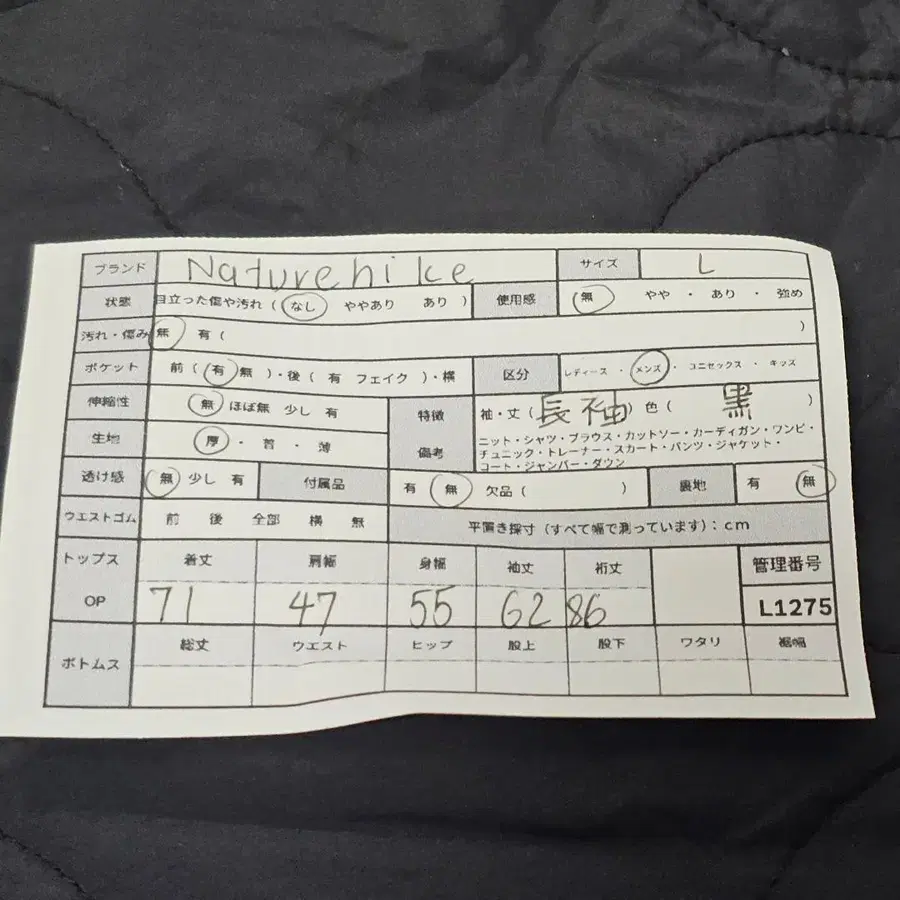 ブランド Naturehike サイズ L
状態 目立った傷や汚れ ( なし ややあり あり ) 使用感 無 やや ・ あり ・ 強め
汚れ・傷み 無 有 ( )
ポケット 前 ( 有 無 )・後 ( 有 フェイク )・横 区分 レディース ・ メンズ ・ ユニセックス ・ キッズ
伸縮性 無 ほぼ無 少し 有 特徴 袖・丈 ( 長袖 ) 色 ( 黒 )
生地 厚 ・ 普 ・ 薄 備考 ニット・シャツ・ブラウス・カットソー・カーディガン・ワンピ・
チュニック・トレーナー・スカート・パンツ・ジャケット・
コート・ジャンバー・ダウン
透け感 無 少し 有 付属品 有 無 欠品 ( ) 裏地 有 無
ウエストゴム 前 後 全部 横 無 平置き採寸 (すべて幅で測っています) : cm
トップス 着丈 肩幅 身幅 袖丈 裄丈 管理番号
OP 71 47 55 62 86 L1275
ボトムス 総丈 ウエスト ヒップ 股上 股下 ワタリ 裾幅